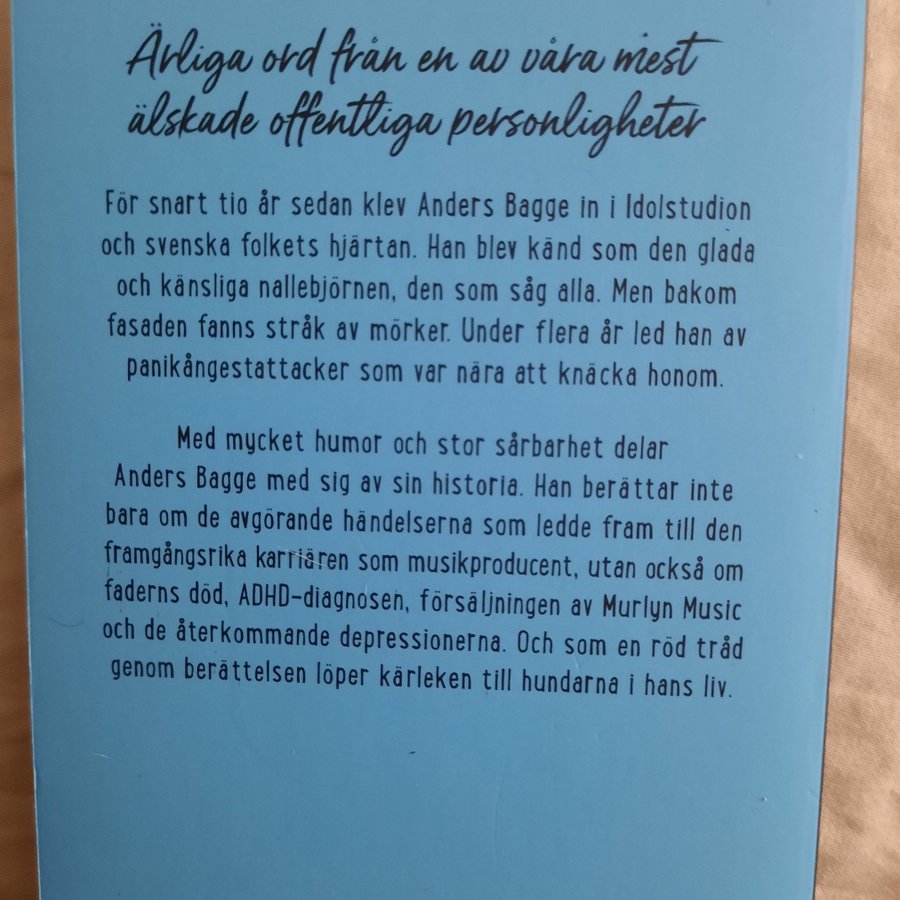 Ärliga ord från en av våra mest
älskade offentliga personligheter
För snart tio år sedan klev Anders Bagge in i Idolstudion
och svenska folkets hjärtan. Han blev känd som den glada
och känsliga nallebjörnen, den som såg alla. Men bakom
fasaden fanns stråk av mörker. Under flera år led han av
panikångestattacker som var nära att knäcka honom.
Med mycket humor och stor sårbarhet delar
Anders Bagge med sig av sin historia. Han berättar inte
bara om de avgörande händelserna som ledde fram till den
framgångsrika karriären som musikproducent, utan också om
faderns död, ADHD-diagnosen, försäljningen av Murlyn Music
och de återkommande depressionerna. Och som en röd tråd
genom berättelsen löper kärleken till hundarna i hans liv.